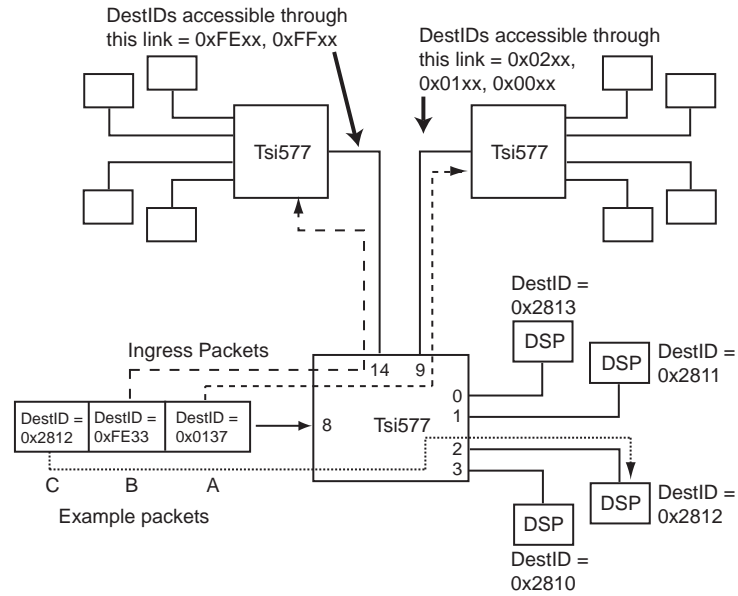 DestIDs accessible through
this link = 0xFExx, 0xFFxx
DestIDs accessible through
this link = 0x02xx,
0x01xx, 0x00xx
Tsi577
Tsi577
DestID =
0x2813
DSP
DSP
DestID =
0x2811
Ingress Packets
14
9
0
1
2
3
8
Tsi577
DestID =
0x2812
DestID =
0xFE33
DestID =
0x0137
C
B
A
Example packets
DSP
DestID =
0x2812
DSP
DestID =
0x2810